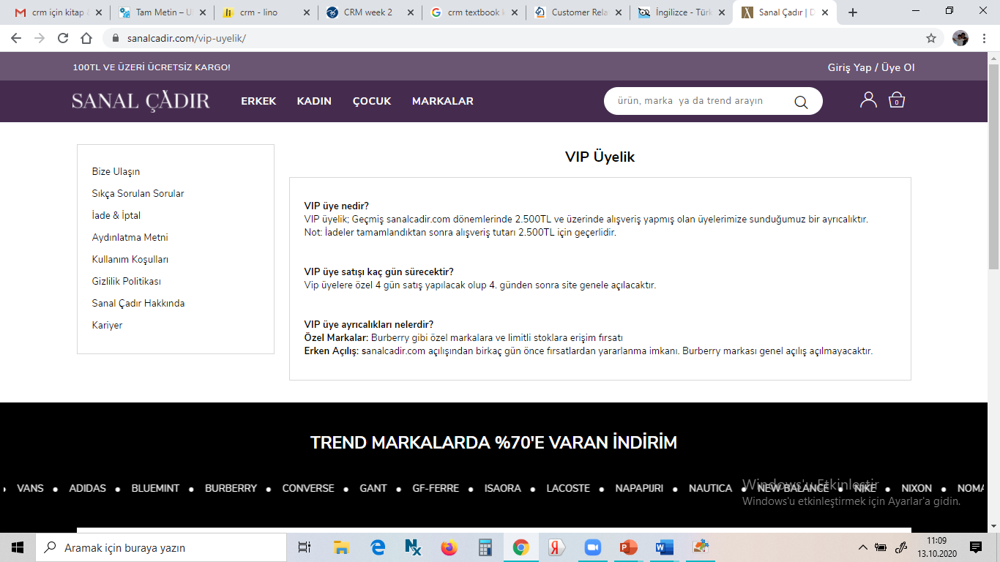 crm için kitap
Tam Metin – U
crm - lino
CRM week 2
crm textbook
Customer Rela
İngilizce - Türk
Sanal Çadır | D
sanalcadir.com/vip-uyelik/
100TL VE ÜZERİ ÜCRETSİZ KARGO!
Giriş Yap / Üye Ol
SANAL ÇADIR
ERKEK
KADIN
ÇOCUK
MARKALAR
ürün, marka ya da trend arayın
0
Bize Ulaşın
Sıkça Sorulan Sorular
İade & İptal
Aydınlatma Metni
Kullanım Koşulları
Gizlilik Politikası
Sanal Çadır Hakkında
Kariyer
VIP Üyelik
VIP üye nedir?
VIP üyelik; Geçmiş sanalcadir.com dönemlerinde 2.500TL ve üzerinde alışveriş yapmış olan üyelerimize sunduğumuz bir ayrıcalıktır.
Not: İadeler tamamlandıktan sonra alışveriş tutarı 2.500TL için geçerlidir.
VIP üye satışı kaç gün sürecektir?
Vip üyelere özel 4 gün satış yapılacak olup 4. günden sonra site genele açılacaktır.
VIP üye ayrıcalıkları nelerdir?
Özel Markalar: Burberry gibi özel markalara ve limitli stoklara erişim fırsatı
Erken Açılış: sanalcadir.com açılışından birkaç gün önce fırsatlardan yararlanma imkanı. Burberry markası genel açılış açılmayacaktır.
TREND MARKALARDA %70'E VARAN İNDİRİM
• VANS • ADIDAS • BLUEMINT • BURBERRY • CONVERSE • GANT • GF-FERRE • ISAORA • LACOSTE • NAPAPIJRI • NAUTICA • NEW BALANCE • NIKE • NIXON • NOMA
Windows'u Etkinleştir
Windows'u etkinleştirmek için Ayarlar'a gidin.
Aramak için buraya yazın
11:09
13.10.2020